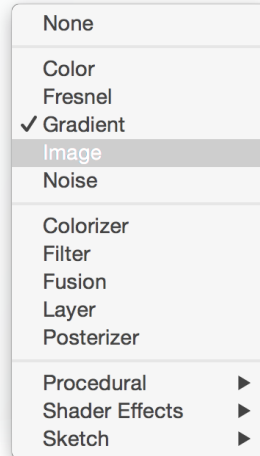 None
Color
Fresnel
Gradient
Image
Noise
Colorizer
Filter
Fusion
Layer
Posterizer
Procedural
Shader Effects
Sketch